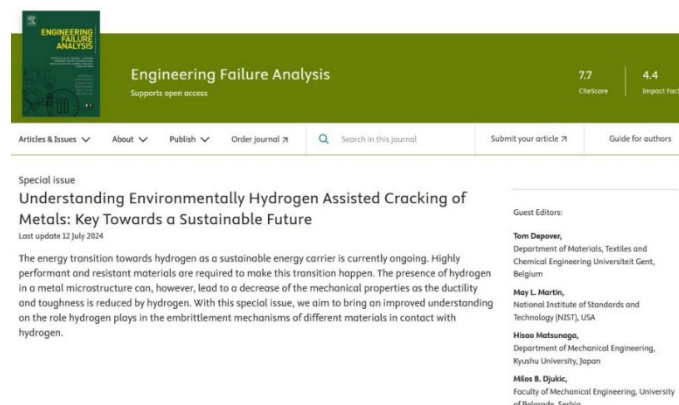 ENGINEERING
FAILURE
ANALYSIS
Engineering Failure Analysis
Supports open access
7.7
CiteScore
4.4
Impact Fact
Articles & Issues
About
Publish
Order journal
Search in this journal
Submit your article
Guide for authors
Special issue
Understanding Environmentally Hydrogen Assisted Cracking of
Metals: Key Towards a Sustainable Future
Last update 12 July 2024
The energy transition towards hydrogen as a sustainable energy carrier is currently ongoing. Highly
performant and resistant materials are required to make this transition happen. The presence of hydrogen
in a metal microstructure can, however, lead to a decrease of the mechanical properties as the ductility
and toughness is reduced by hydrogen. With this special issue, we aim to bring an improved understanding
on the role hydrogen plays in the embrittlement mechanisms of different materials in contact with
hydrogen.
Guest Editors:
Tom Depover,
Department of Materials, Textiles and
Chemical Engineering Universiteit Gent,
Belgium
May L. Martin,
National Institute of Standards and
Technology (NIST), USA
Hisao Matsunaga,
Department of Mechanical Engineering,
Kyushu University, Japan
Milos B. Djukic,
Faculty of Mechanical Engineering, University
of Belgrade, Serbia